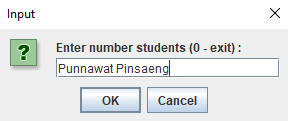 Input
Enter number students (0 - exit) :
Punnawat Pinsaeng
OK
Cancel